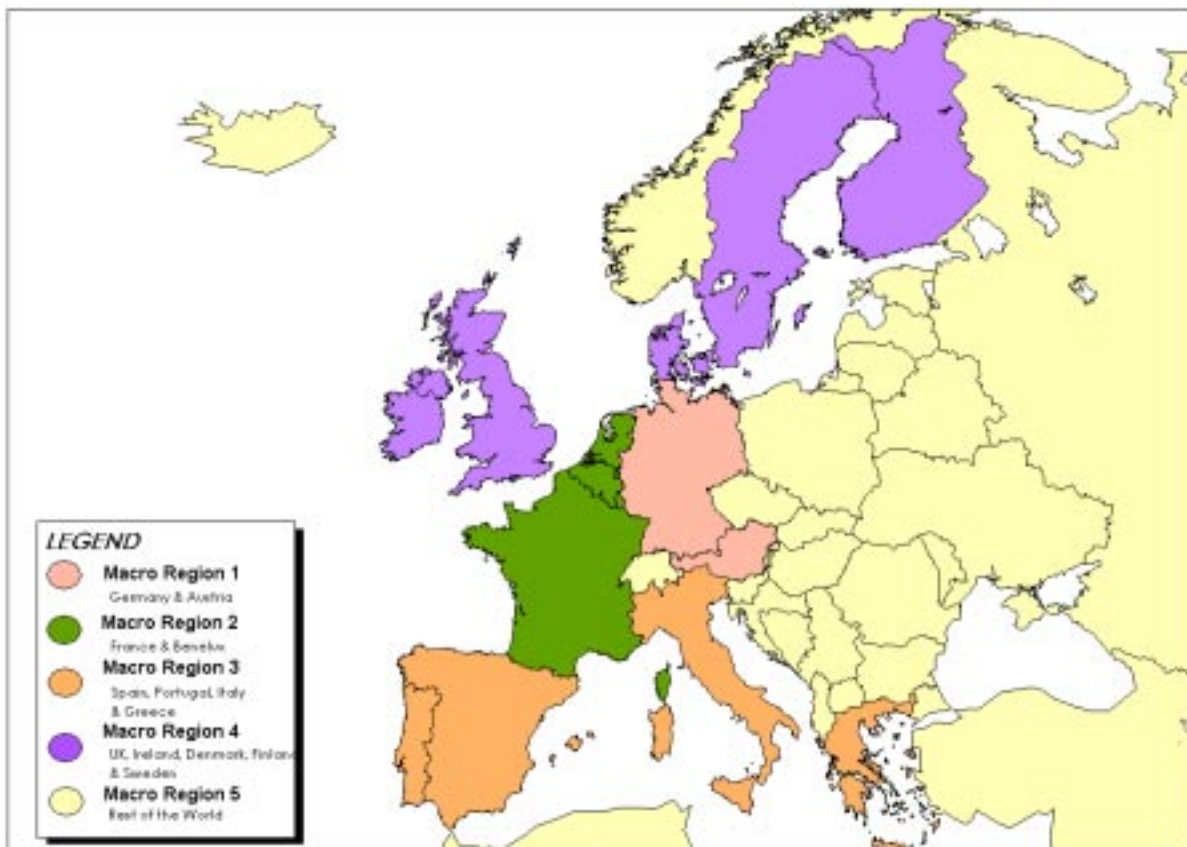 LEGEND
Macro Region 1
Germany & Austria
Macro Region 2
France & Benelux
Macro Region 3
Spain, Portugal, Italy
& Greece
Macro Region 4
UK, Ireland, Denmark, Finland
& Sweden
Macro Region 5
Rest of the World